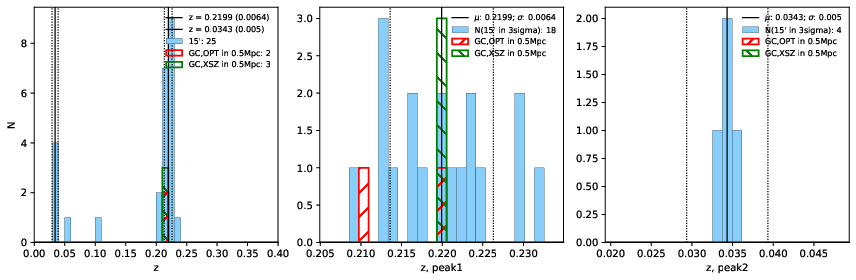 z = 0.2199 (0.0064)
z = 0.0343 (0.005)
15': 25
GC,OPT in 0.5Mpc: 2
GC,XSZ in 0.5Mpc: 3
8
6
4
2
0
N
0.00 0.05 0.10 0.15 0.20 0.25 0.30 0.35 0.40
z
μ: 0.2199; σ: 0.0064
N(15' in 3sigma): 18
GC,OPT in 0.5Mpc
GC,XSZ in 0.5Mpc
3.0
2.5
2.0
1.5
1.0
0.5
0.0
0.205 0.210 0.215 0.220 0.225 0.230
z, peak1
μ: 0.0343; σ: 0.005
N(15' in 3sigma): 4
GC,OPT in 0.5Mpc
GC,XSZ in 0.5Mpc
2.00
1.75
1.50
1.25
1.00
0.75
0.50
0.25
0.00
0.020 0.025 0.030 0.035 0.040 0.045
z, peak2